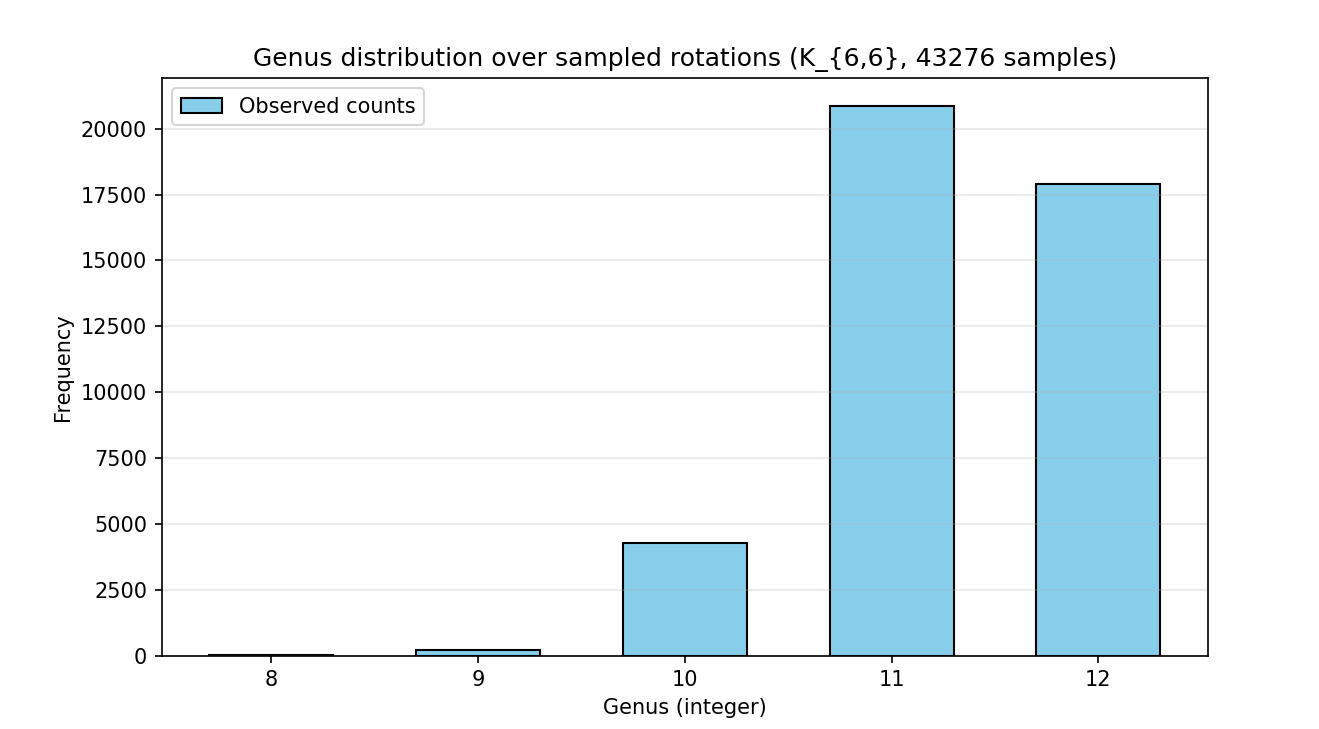 Genus distribution over sampled rotations (K_{6,6}, 43276 samples)
Observed counts
20000
17500
15000
12500
10000
7500
5000
2500
0
Frequency
8 9 10 11 12
Genus (integer)